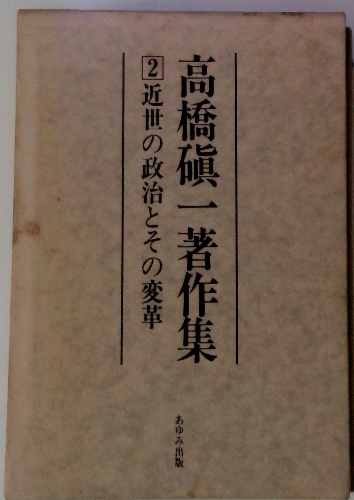 高橋磌一著作集
2 近世の政治とその変革
あゆみ出版